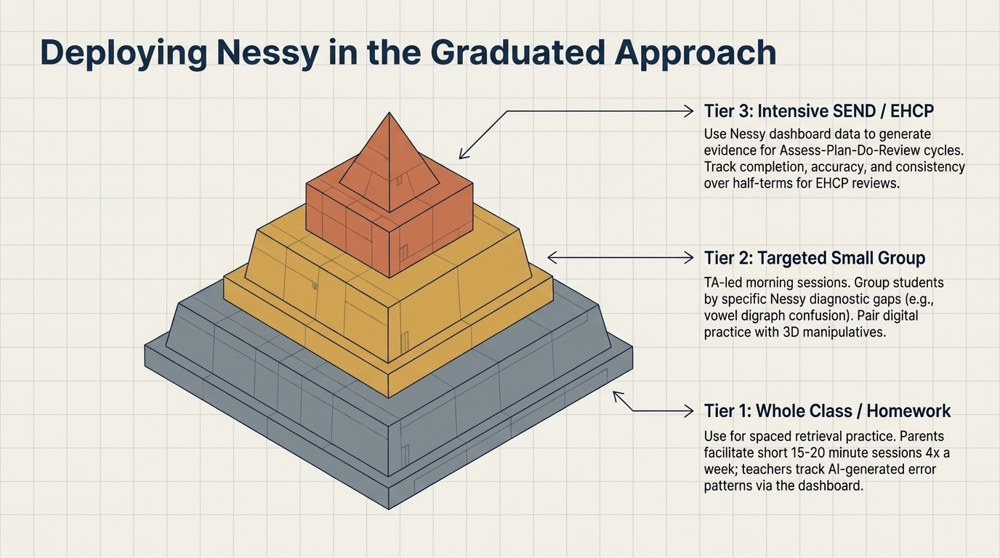 Deploying Nessy in the Graduated Approach
Tier 3: Intensive SEND / EHCP
Use Nessy dashboard data to generate
evidence for Assess-Plan-Do-Review cycles.
Track completion, accuracy, and consistency
over half-terms for EHCP reviews.
Tier 2: Targeted Small Group
TA-led morning sessions. Group students
by specific Nessy diagnostic gaps (e.g.,
vowel digraph confusion). Pair digital
practice with 3D manipulatives.
Tier 1: Whole Class / Homework
Use for spaced retrieval practice. Parents
facilitate short 15-20 minute sessions 4x a
week; teachers track AI-generated error
patterns via the dashboard.